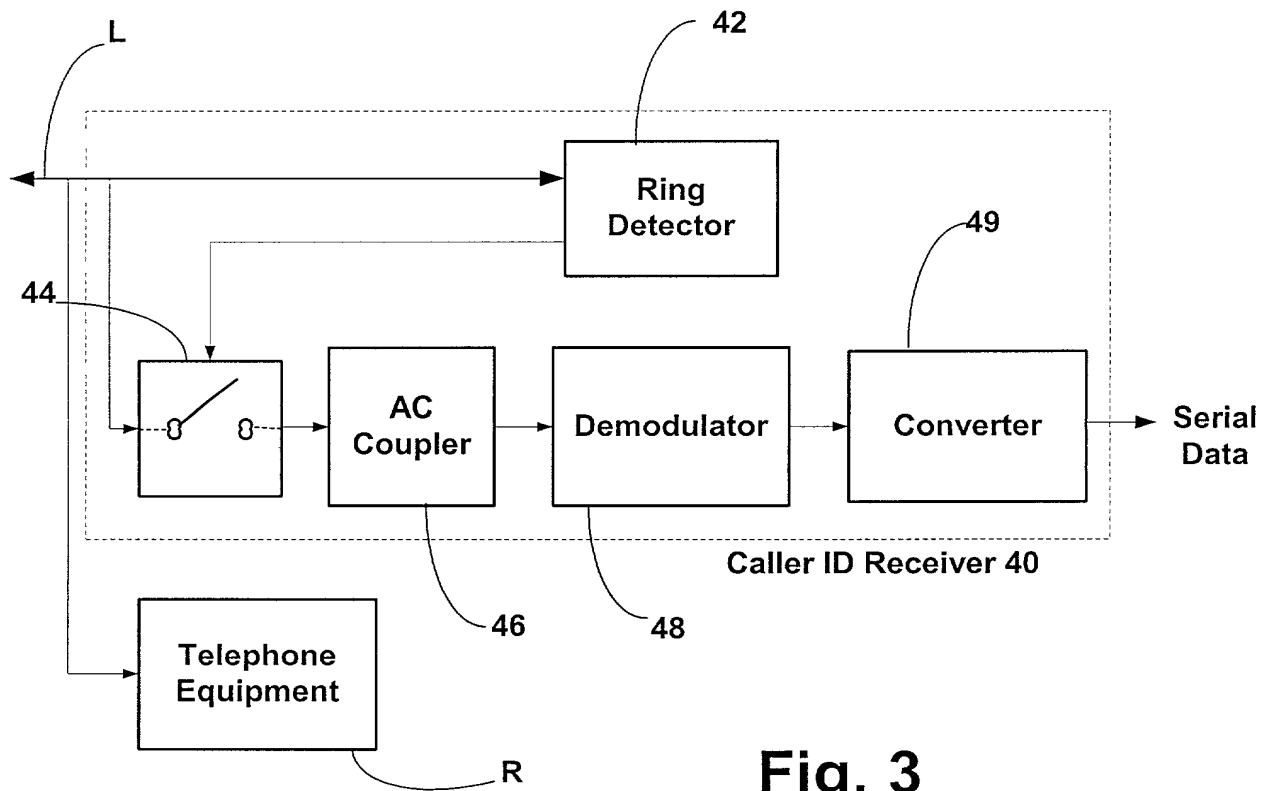 L
42
Ring
Detector
49
44
AC
Coupler
Demodulator
Converter
Serial
Data
Caller ID Receiver 40
46
48
Telephone
Equipment
R
Fig. 3